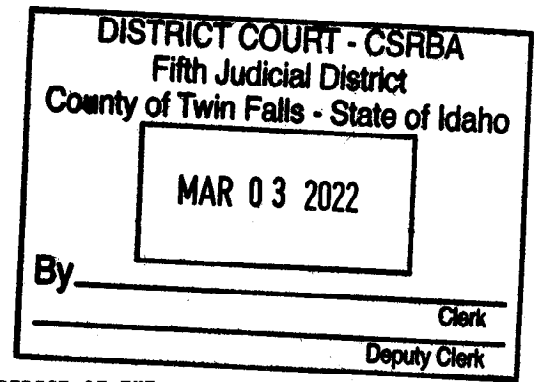 DISTRICT COURT - CSRBA
Fifth Judicial District
County of Twin Falls - State of Idaho
MAR 03 2022
By
Clerk
Deputy Clerk